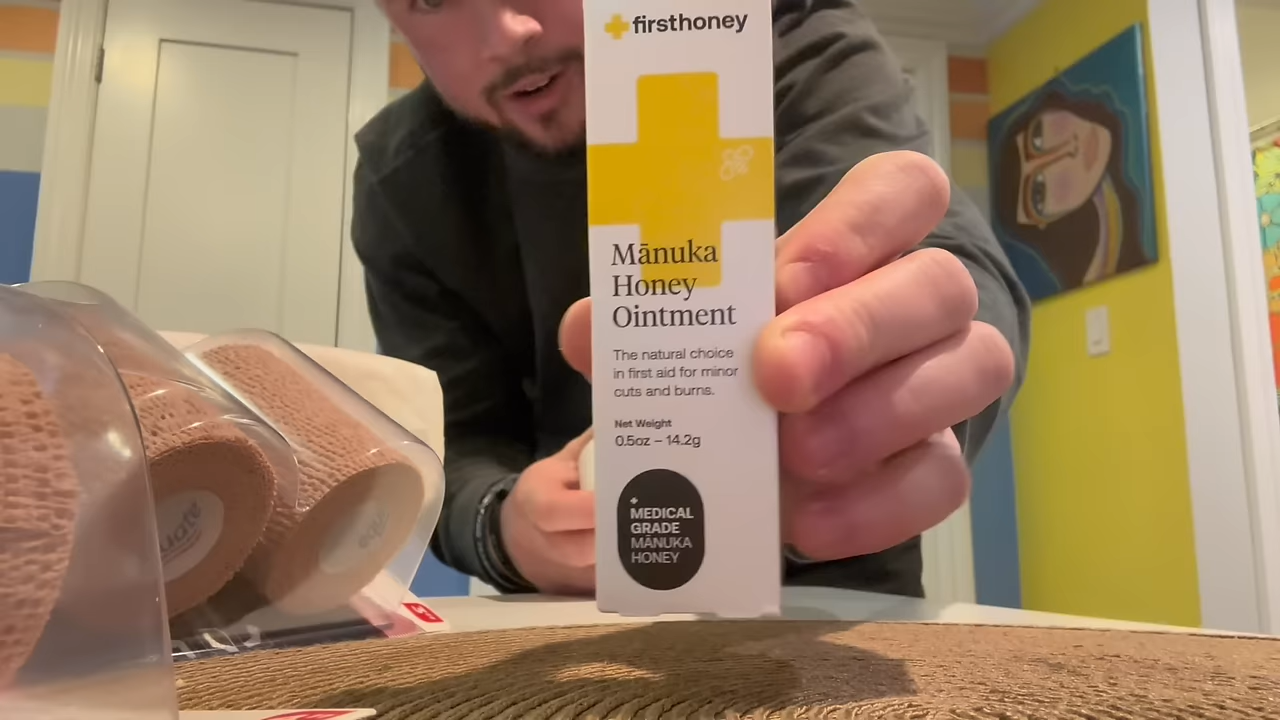 firsthoney
Mānuka
Honey
Ointment
The natural choice
in first aid for minor
cuts and burns.
Net Weight
0.5oz – 14.2g
MEDICAL
GRADE
MĀNUKA
HONEY